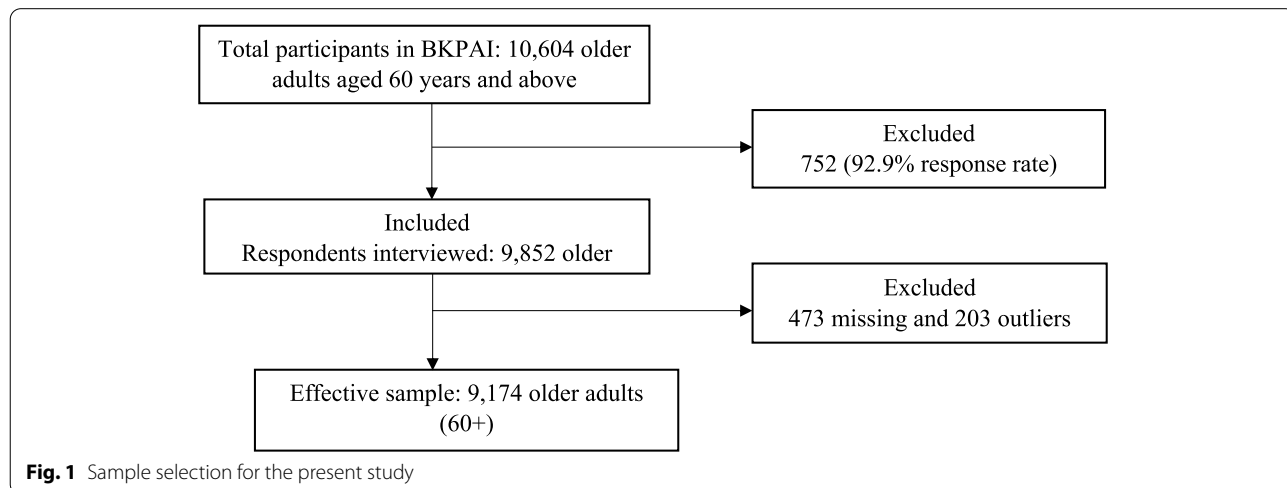 Total participants in BKPAI: 10,604 older
adults aged 60 years and above
Excluded
752 (92.9% response rate)
Included
Respondents interviewed: 9,852 older
Excluded
473 missing and 203 outliers
Effective sample: 9,174 older adults
(60+)
Fig. 1 Sample selection for the present study